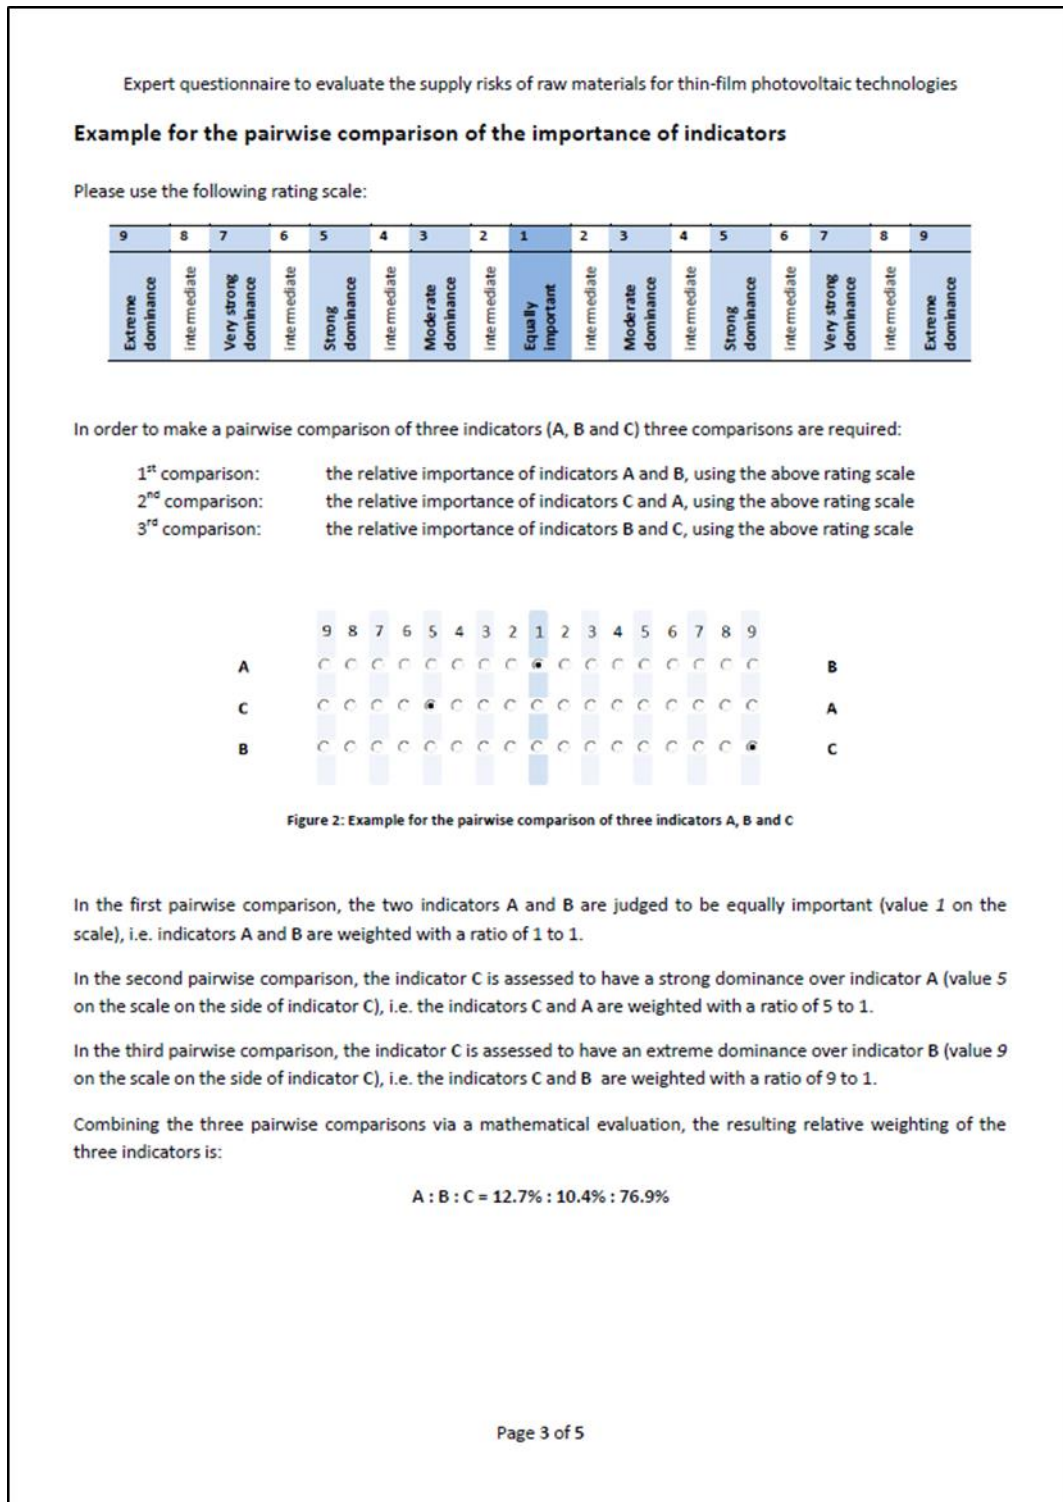 Expert questionnaire to evaluate the supply risks of raw materials for thin-film photovoltaic technologies
Example for the pairwise comparison of the importance of indicators
Please use the following rating scale:
9 8 7 6 5 4 3 2 1 2 3 4 5 6 7 8 9
Extreme dominance
intermediate
Very strong dominance
intermediate
Strong dominance
intermediate
Moderate dominance
intermediate
Equally important
intermediate
Moderate dominance
intermediate
Strong dominance
intermediate
Very strong dominance
intermediate
Extreme dominance
In order to make a pairwise comparison of three indicators (A, B and C) three comparisons are required:
1st comparison: the relative importance of indicators A and B, using the above rating scale
2nd comparison: the relative importance of indicators C and A, using the above rating scale
3rd comparison: the relative importance of indicators B and C, using the above rating scale
9 8 7 6 5 4 3 2 1 2 3 4 5 6 7 8 9
A B
C A
B C
Figure 2: Example for the pairwise comparison of three indicators A, B and C
In the first pairwise comparison, the two indicators A and B are judged to be equally important (value 1 on the
scale), i.e. indicators A and B are weighted with a ratio of 1 to 1.
In the second pairwise comparison, the indicator C is assessed to have a strong dominance over indicator A (value 5
on the scale on the side of indicator C), i.e. the indicators C and A are weighted with a ratio of 5 to 1.
In the third pairwise comparison, the indicator C is assessed to have an extreme dominance over indicator B (value 9
on the scale on the side of indicator C), i.e. the indicators C and B are weighted with a ratio of 9 to 1.
Combining the three pairwise comparisons via a mathematical evaluation, the resulting relative weighting of the
three indicators is:
A : B : C = 12.7% : 10.4% : 76.9%
Page 3 of 5